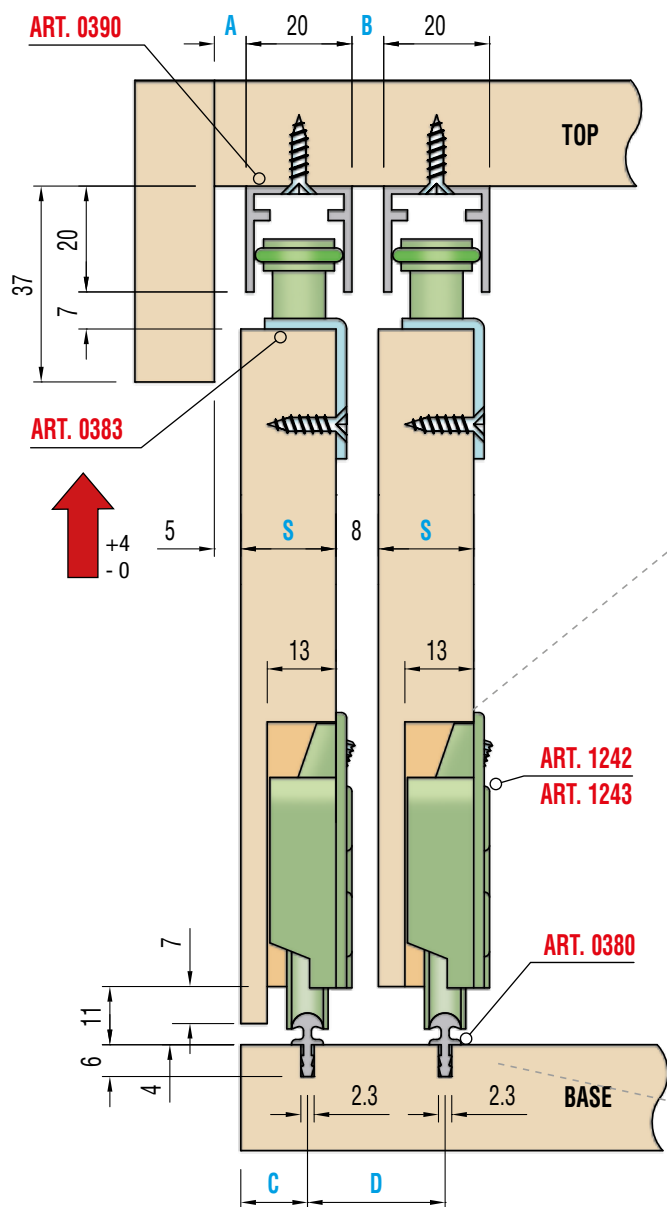 ART. 0390
A 20 B 20
TOP
20
37
7
ART. 0383
+4
- 0
5 S 8 S
13 13
ART. 1242
ART. 1243
7
ART. 0380
11
6
4
2.3 2.3
BASE
C D